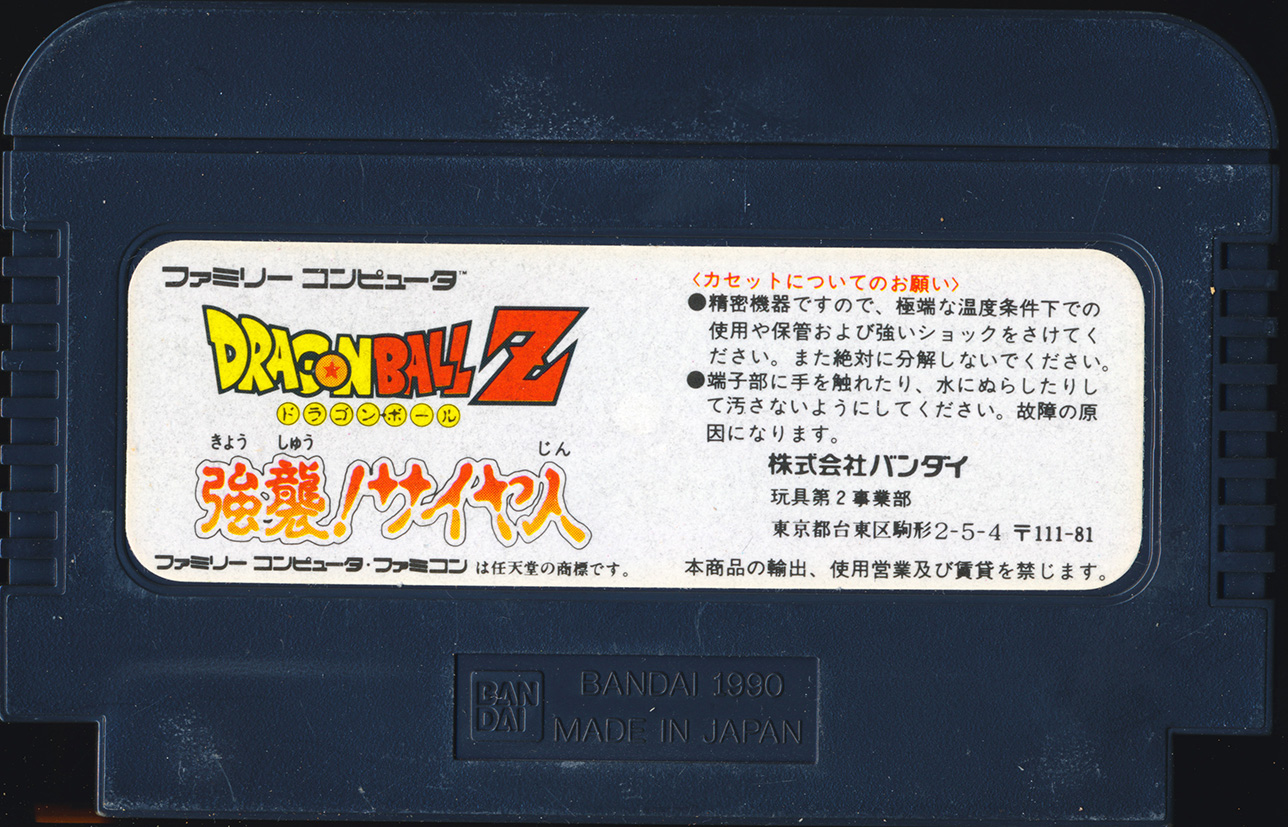 ファミリー コンピュータ™
DRAGON BALL Z
ドラゴンボール
きょう しゅう じん
強襲!サイヤ人
ファミリー コンピュータ・ファミコン は任天堂の商標です。
〈カセットについてのお願い〉
●精密機器ですので、極端な温度条件下での
使用や保管および強いショックをさけてく
ださい。また絶対に分解しないでください。
●端子部に手を触れたり、水にぬらしたりし
て汚さないようにしてください。故障の原
因になります。
株式会社バンダイ
玩具第2事業部
東京都台東区駒形2-5-4 〒111-81
本商品の輸出、使用営業及び賃貸を禁じます。
BAN
DAI
BANDAI 1990
MADE IN JAPAN